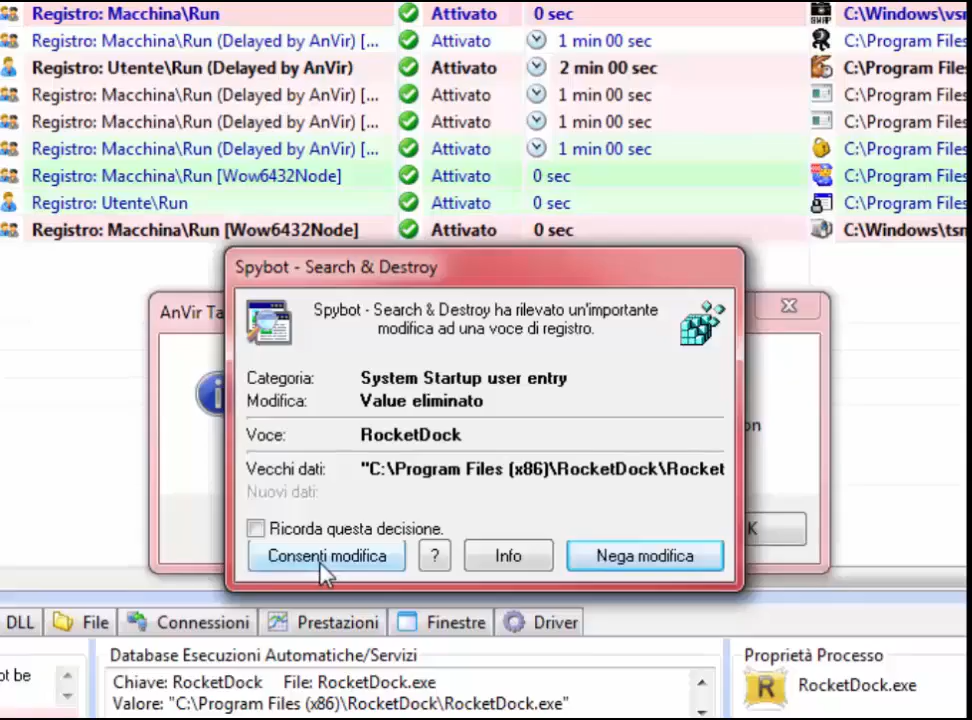 Registro: Macchina\Run Attivato 0 sec C:\Windows\vsn
Registro: Macchina\Run (Delayed by AnVir) [... Attivato 1 min 00 sec C:\Program Files
Registro: Utente\Run (Delayed by AnVir) Attivato 2 min 00 sec C:\Program Files
Registro: Macchina\Run (Delayed by AnVir) [... Attivato 1 min 00 sec C:\Program Files
Registro: Macchina\Run (Delayed by AnVir) [... Attivato 1 min 00 sec C:\Program Files
Registro: Macchina\Run (Delayed by AnVir) [... Attivato 1 min 00 sec C:\Program Files
Registro: Macchina\Run [Wow6432Node] Attivato 0 sec C:\Program Files
Registro: Utente\Run Attivato 0 sec C:\Program Files
Registro: Macchina\Run [Wow6432Node] Attivato 0 sec C:\Windows\tsn
Spybot - Search & Destroy
AnVir Ta
Spybot - Search & Destroy ha rilevato un'importante
modifica ad una voce di registro.
Categoria: System Startup user entry
Modifica: Value eliminato
on
Voce: RocketDock
Vecchi dati: "C:\Program Files (x86)\RocketDock\Rocket
Nuovi dati:
Ricorda questa decisione.
K
Consenti modifica ? Info Nega modifica
DLL File Connessioni Prestazioni Finestre Driver
Database Esecuzioni Automatiche/Servizi Proprietà Processo
ot be Chiave: RocketDock File: RocketDock.exe R RocketDock.exe
Valore: "C:\Program Files (x86)\RocketDock\RocketDock.exe"